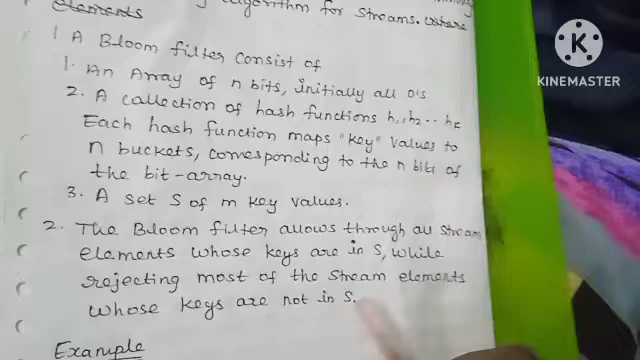 algorithm for Streams.
Elements
1 A Bloom filter consist of
1. An Array of n bits, initially all 0's
2. A callection of hash functions h1, h2 .. hk
Each hash function maps "key" values to
n buckets, corresponding to the n bits of
the bit-array.
3. A set S of m key values.
2. The Bloom filter allows through all stream
elements whose keys are in S, while
rejecting most of the stream elements
whose keys are not in S.
Example
KINEMASTER